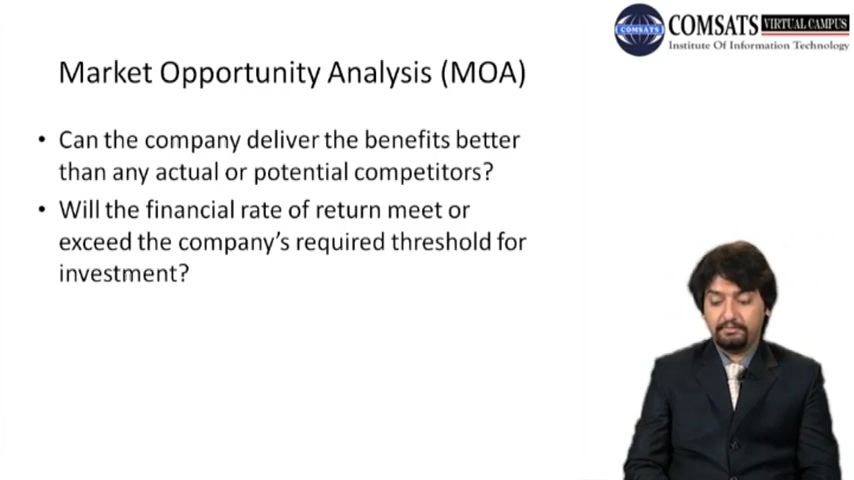 COMSATS VIRTUAL CAMPUS
COMSATS
Institute Of Information Technology
Market Opportunity Analysis (MOA)
• Can the company deliver the benefits better
than any actual or potential competitors?
• Will the financial rate of return meet or
exceed the company's required threshold for
investment?